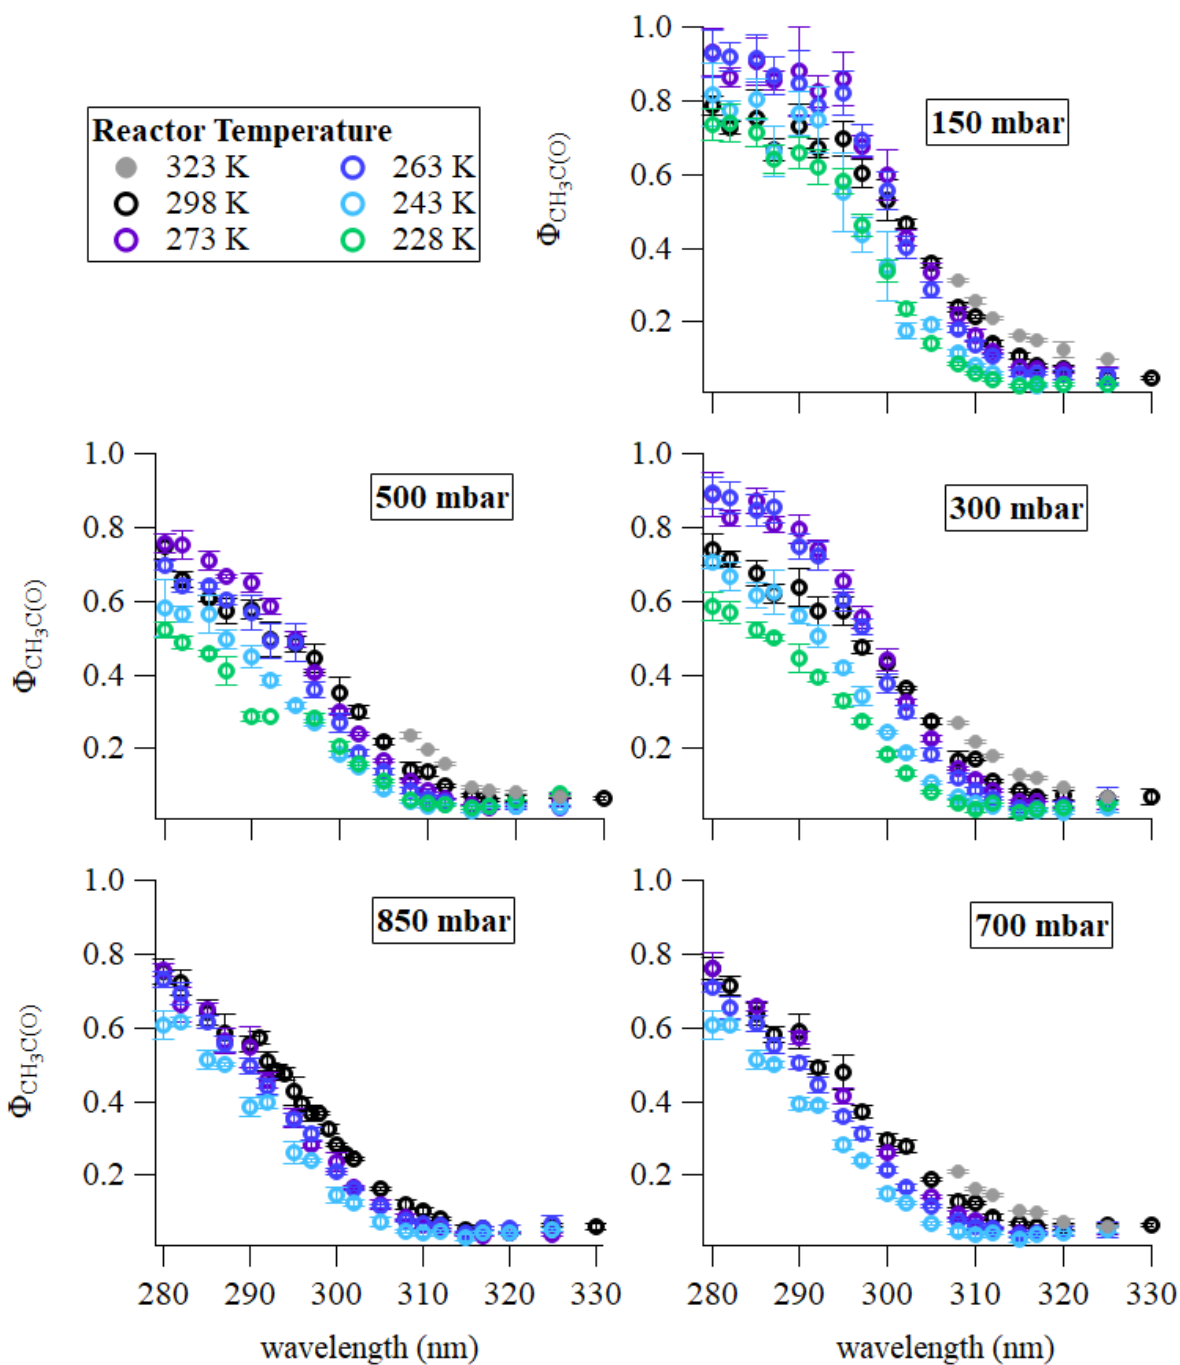 Reactor Temperature
323 K
263 K
298 K
243 K
273 K
228 K
150 mbar
Φ_CH₃C(O)
1.0
0.8
0.6
0.4
0.2
500 mbar
Φ_CH₃C(O)
1.0
0.8
0.6
0.4
0.2
300 mbar
1.0
0.8
0.6
0.4
0.2
850 mbar
Φ_CH₃C(O)
1.0
0.8
0.6
0.4
0.2
280 290 300 310 320 330
wavelength (nm)
700 mbar
1.0
0.8
0.6
0.4
0.2
280 290 300 310 320 330
wavelength (nm)